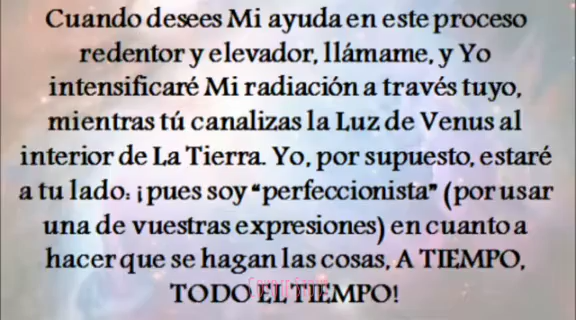 Cuando desees Mi ayuda en este proceso
redentor y elevador, llámame, y Yo
intensificaré Mi radiación a través tuyo,
mientras tú canalizas la Luz de Venus al
interior de La Tierra. Yo, por supuesto, estaré
a tu lado: ¡pues soy “perfeccionista” (por usar
una de vuestras expresiones) en cuanto a
hacer que se hagan las cosas, A TIEMPO,
TODO EL TIEMPO!